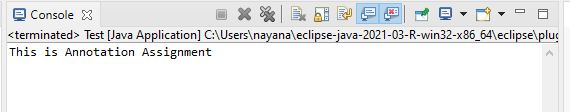 Console
<terminated> Test [Java Application] C:\Users\nayana\eclipse-java-2021-03-R-win32-x86_64\eclipse\plug
This is Annotation Assignment